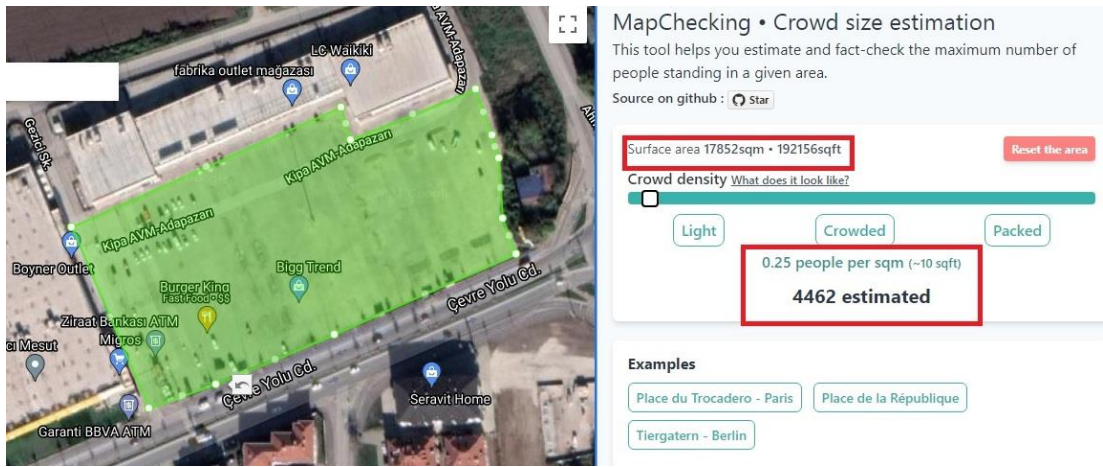 LC Waikiki
fabrika outlet mağazası
Kipa AVM-Adapazarı
Gezici Sk.
Kipa AVM-Adapazarı
Kipa AVM-Adapazarı
Boyner Outlet
Bigg Trend
Burger King
Fast Food • $$
Çevre Yolu Cd.
Ziraat Bankası ATM
Migros
ci Mesut
Çevre Yolu Cd.
Seravit Home
Garanti BBVA ATM
MapChecking • Crowd size estimation
This tool helps you estimate and fact-check the maximum number of
people standing in a given area.
Source on github : Star
Surface area 17852sqm • 192156sqft
Reset the area
Crowd density What does it look like?
Light
Crowded
Packed
0.25 people per sqm (~10 sqft)
4462 estimated
Examples
Place du Trocadero - Paris
Place de la République
Tiergatern - Berlin